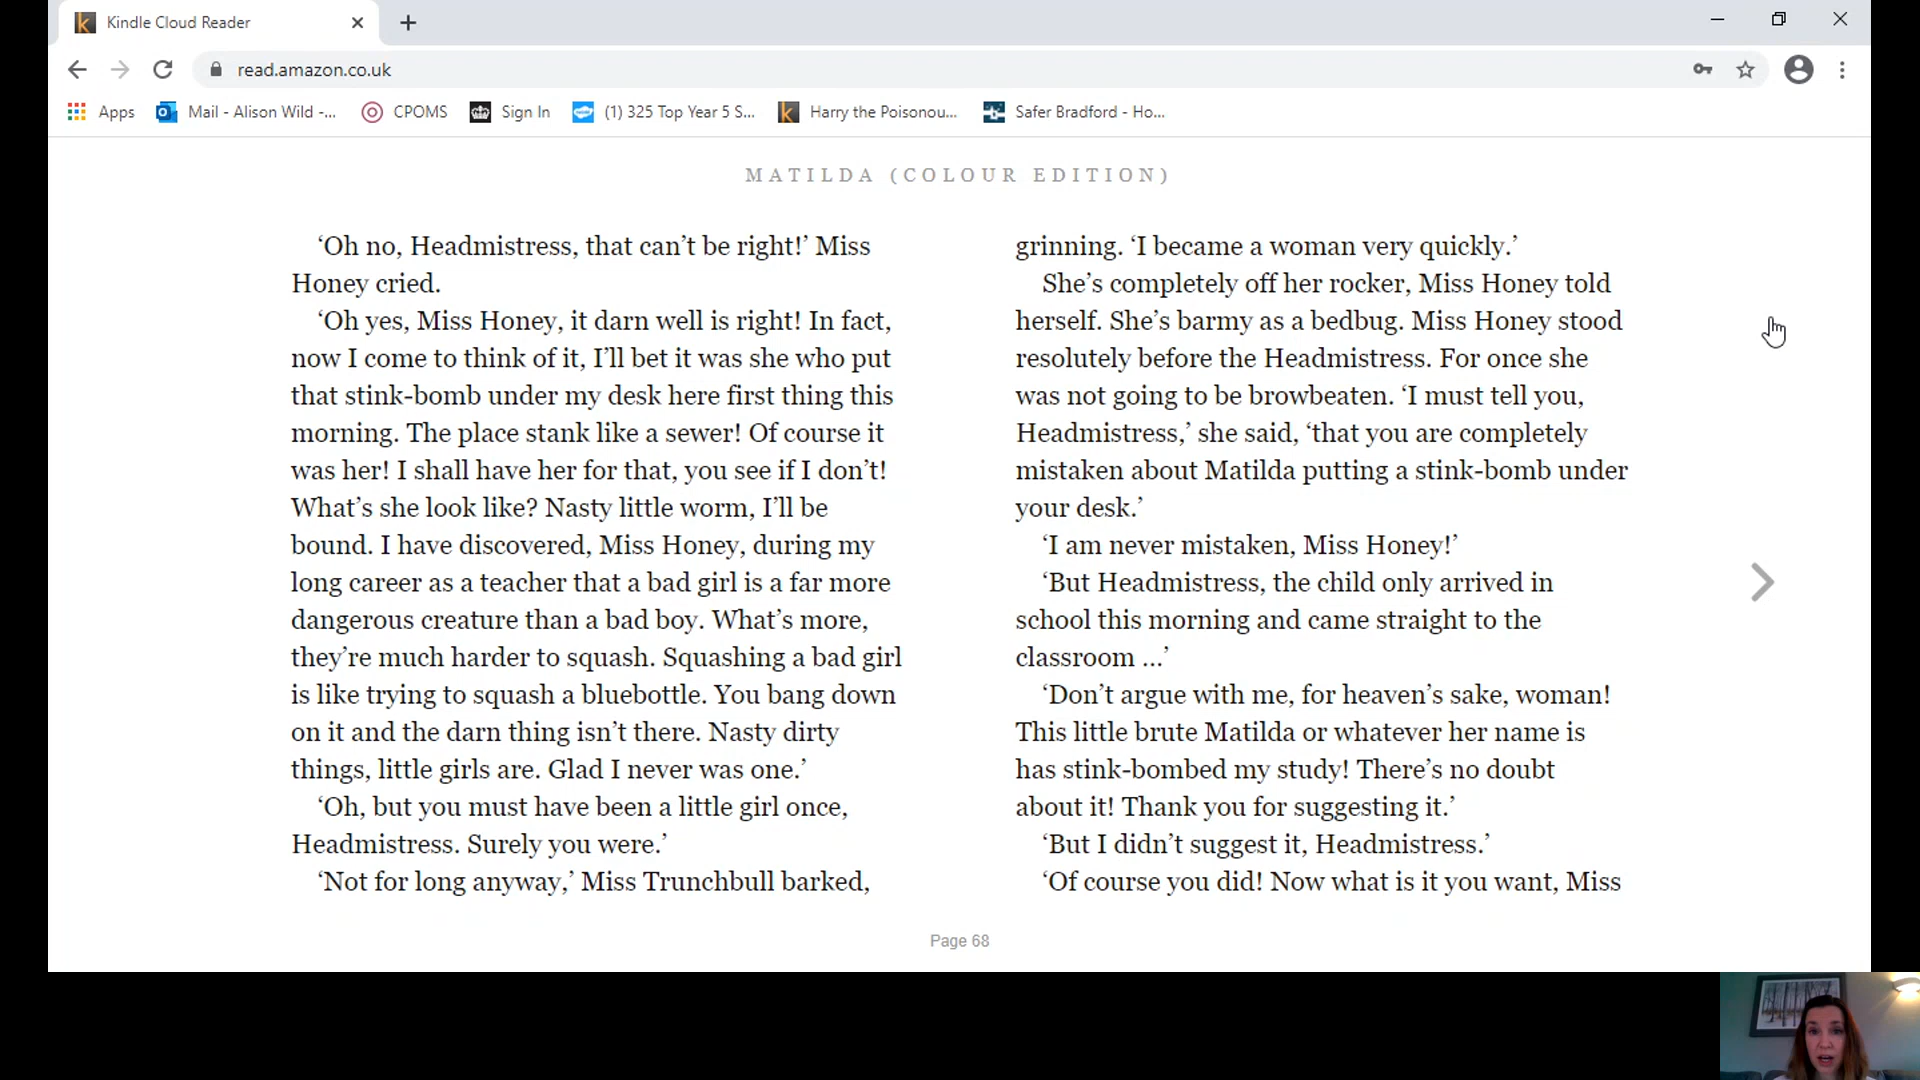 Kindle Cloud Reader
read.amazon.co.uk
Apps
Mail - Alison Wild -...
CPOMS
Sign In
(1) 325 Top Year 5 S...
Harry the Poisonou...
Safer Bradford - Ho...
MATILDA (COLOUR EDITION)
‘Oh no, Headmistress, that can’t be right!’ Miss
Honey cried.
‘Oh yes, Miss Honey, it darn well is right! In fact,
now I come to think of it, I’ll bet it was she who put
that stink-bomb under my desk here first thing this
morning. The place stank like a sewer! Of course it
was her! I shall have her for that, you see if I don’t!
What’s she look like? Nasty little worm, I’ll be
bound. I have discovered, Miss Honey, during my
long career as a teacher that a bad girl is a far more
dangerous creature than a bad boy. What’s more,
they’re much harder to squash. Squashing a bad girl
is like trying to squash a bluebottle. You bang down
on it and the darn thing isn’t there. Nasty dirty
things, little girls are. Glad I never was one.’
‘Oh, but you must have been a little girl once,
Headmistress. Surely you were.’
‘Not for long anyway,’ Miss Trunchbull barked,
grinning. ‘I became a woman very quickly.’
She’s completely off her rocker, Miss Honey told
herself. She’s barmy as a bedbug. Miss Honey stood
resolutely before the Headmistress. For once she
was not going to be browbeaten. ‘I must tell you,
Headmistress,’ she said, ‘that you are completely
mistaken about Matilda putting a stink-bomb under
your desk.’
‘I am never mistaken, Miss Honey!’
‘But Headmistress, the child only arrived in
school this morning and came straight to the
classroom ...’
‘Don’t argue with me, for heaven’s sake, woman!
This little brute Matilda or whatever her name is
has stink-bombed my study! There’s no doubt
about it! Thank you for suggesting it.’
‘But I didn’t suggest it, Headmistress.’
‘Of course you did! Now what is it you want, Miss
Page 68